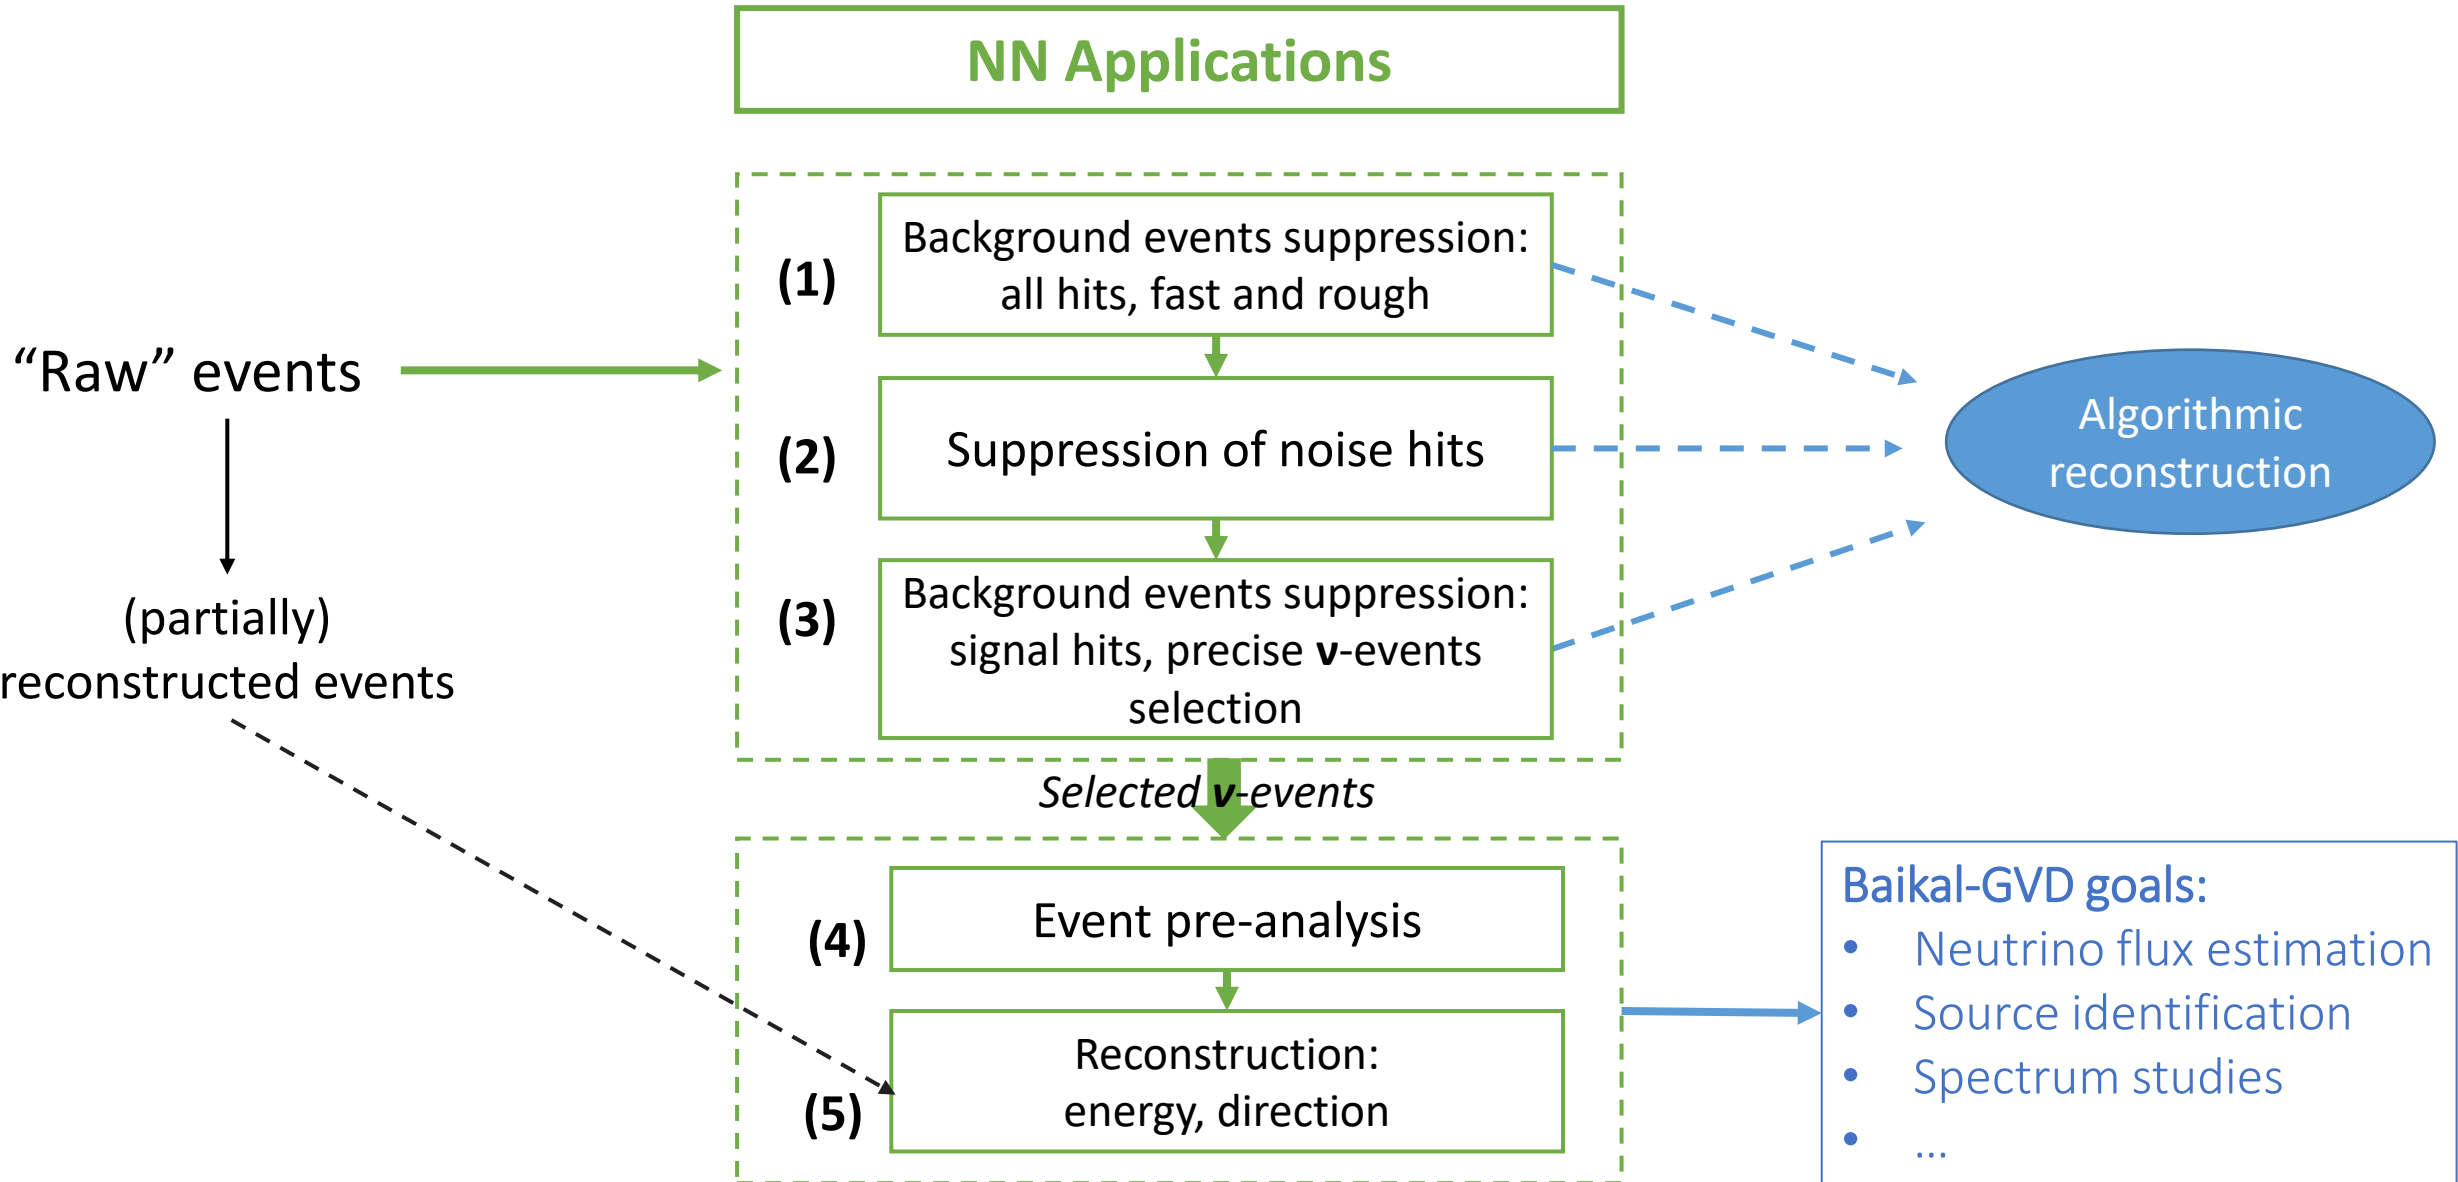 NN Applications
“Raw” events
(partially)
reconstructed events
(1)
Background events suppression:
all hits, fast and rough
(2)
Suppression of noise hits
(3)
Background events suppression:
signal hits, precise ν-events
selection
Algorithmic
reconstruction
Selected ν-events
(4)
Event pre-analysis
(5)
Reconstruction:
energy, direction
Baikal-GVD goals:
• Neutrino flux estimation
• Source identification
• Spectrum studies
• ...